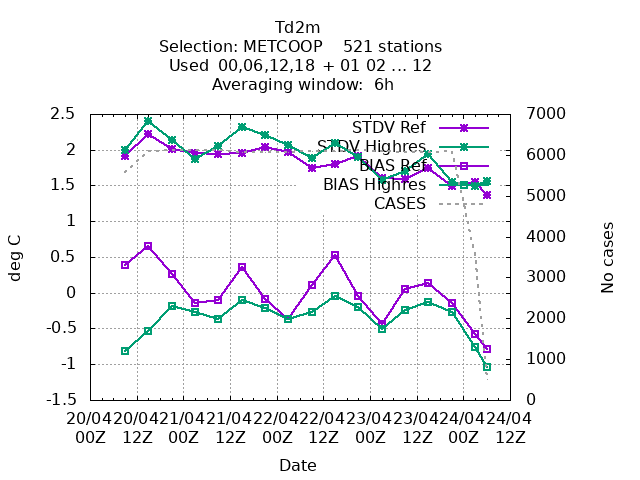 Td2m
Selection: METCOOP 521 stations
Used 00,06,12,18 + 01 02 ... 12
Averaging window: 6h
2.5
2
1.5
1
0.5
0
-0.5
-1
-1.5
deg C
7000
6000
5000
4000
3000
2000
1000
0
No cases
STDV Ref
STDV Highres
BIAS Ref
BIAS Highres
CASES
20/04 20/04 21/04 21/04 22/04 22/04 23/04 23/04 24/04 24/04
00Z 12Z 00Z 12Z 00Z 12Z 00Z 12Z 00Z 12Z
Date